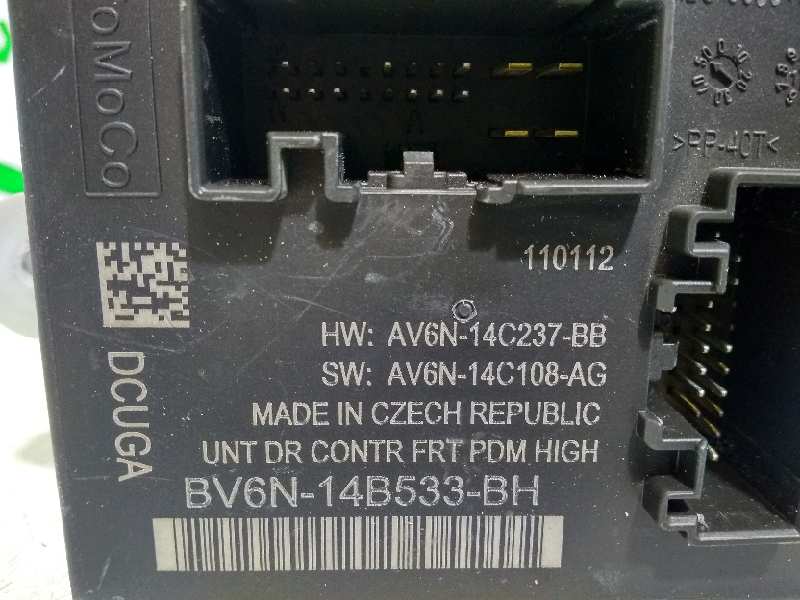 FoMoCo
>PP-40T<
110112
HW: AV6N-14C237-BB
SW: AV6N-14C108-AG
MADE IN CZECH REPUBLIC
UNT DR CONTR FRT PDM HIGH
BV6N-14B533-BH
DCUGA